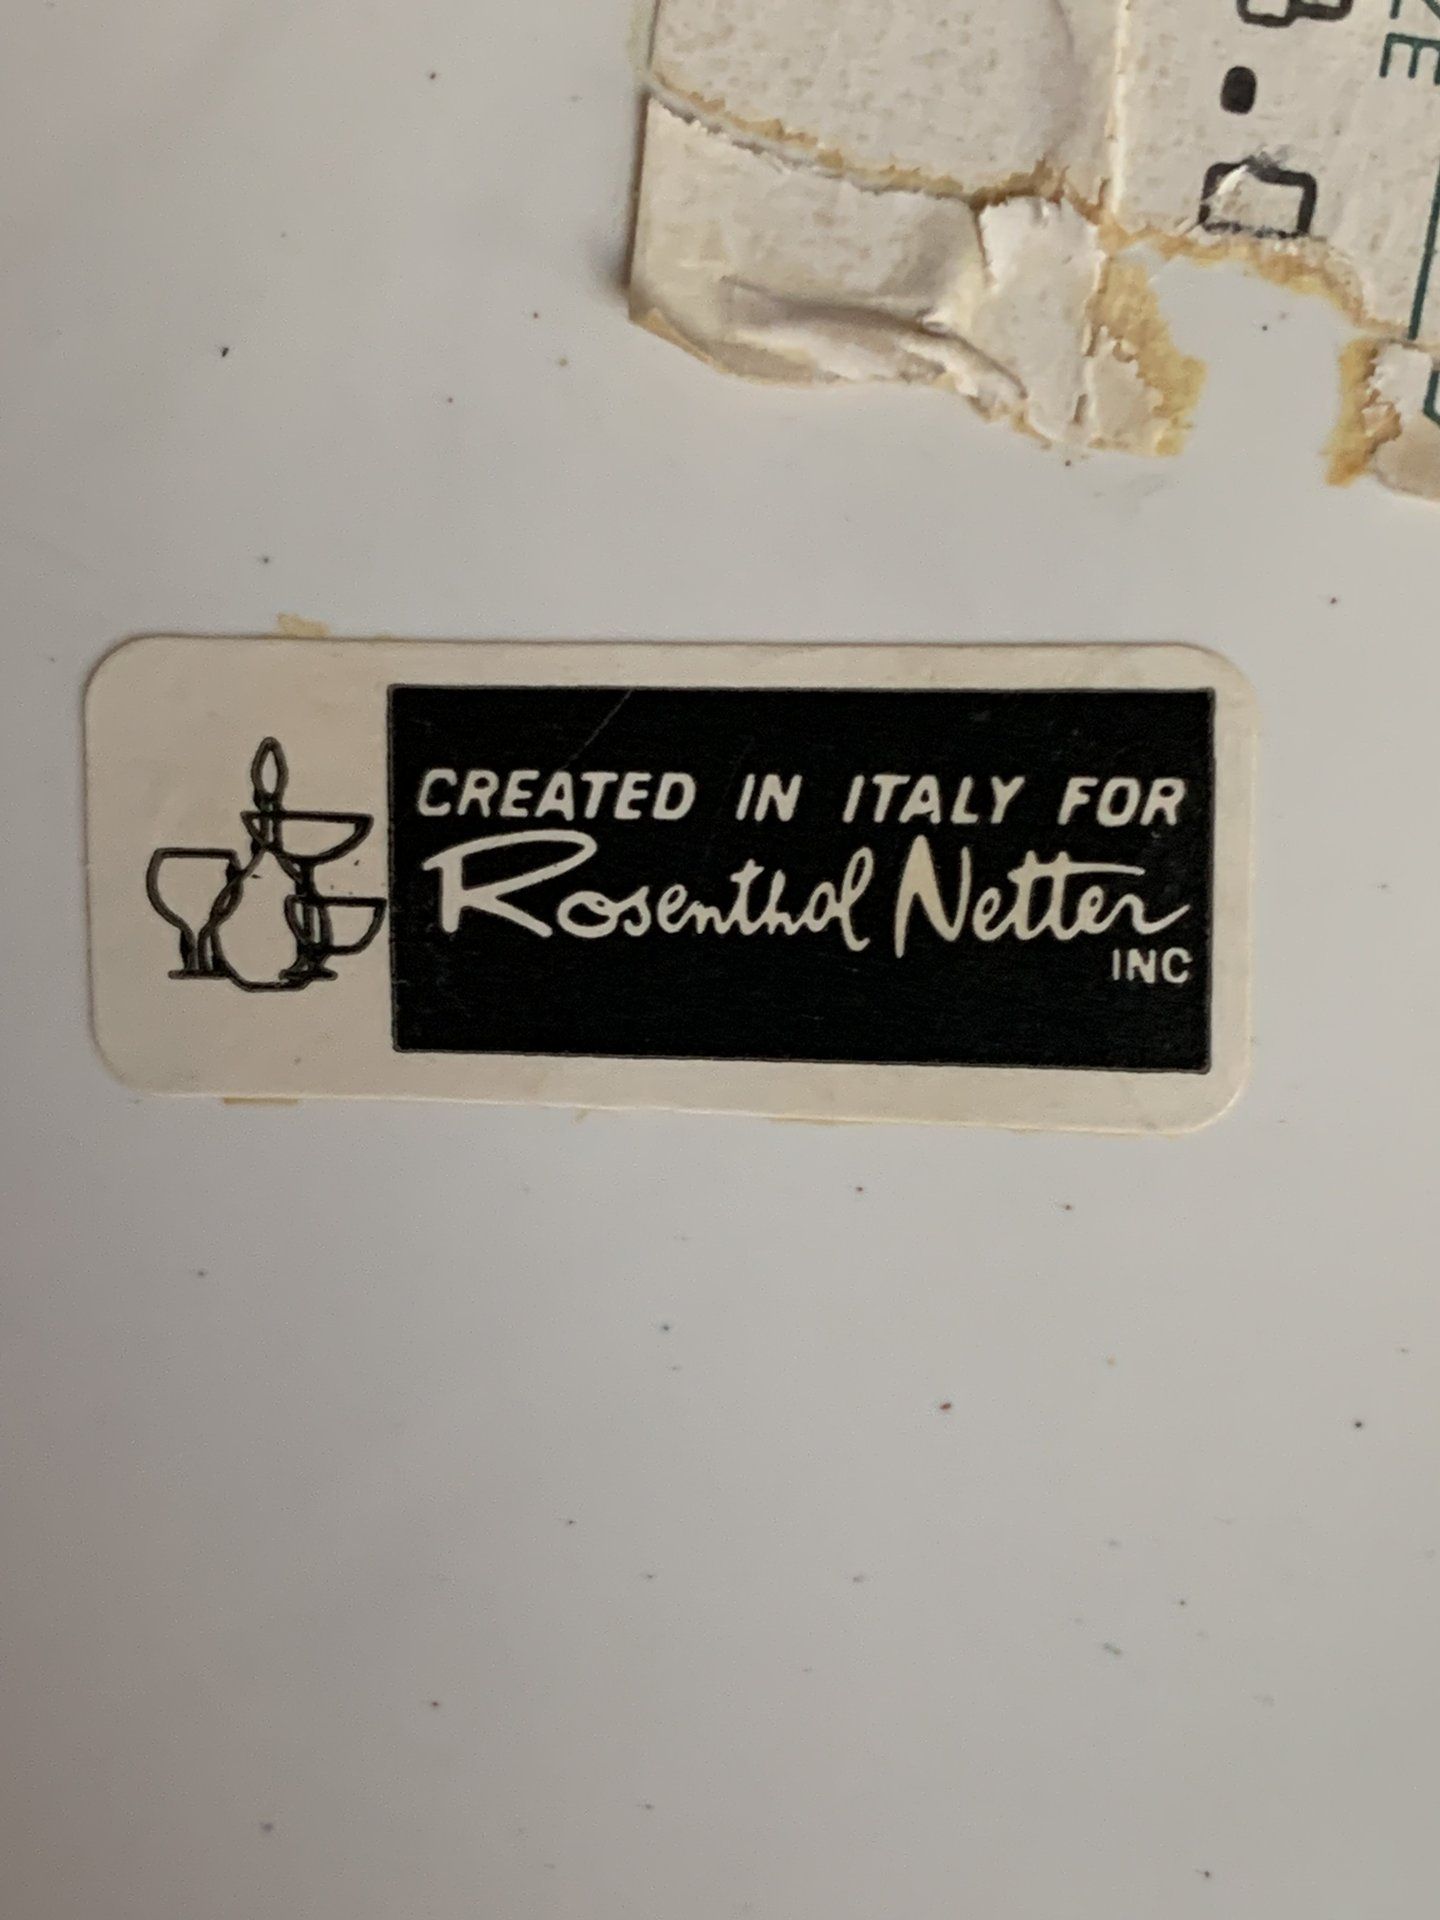 CREATED IN ITALY FOR
Rosenthal Netter
INC